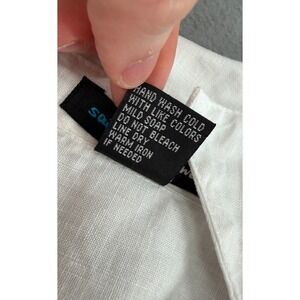 HAND WASH COLD
WITH LIKE COLORS
MILD SOAP
DO NOT BLEACH
LINE DRY
WARM IRON
IF NEEDED